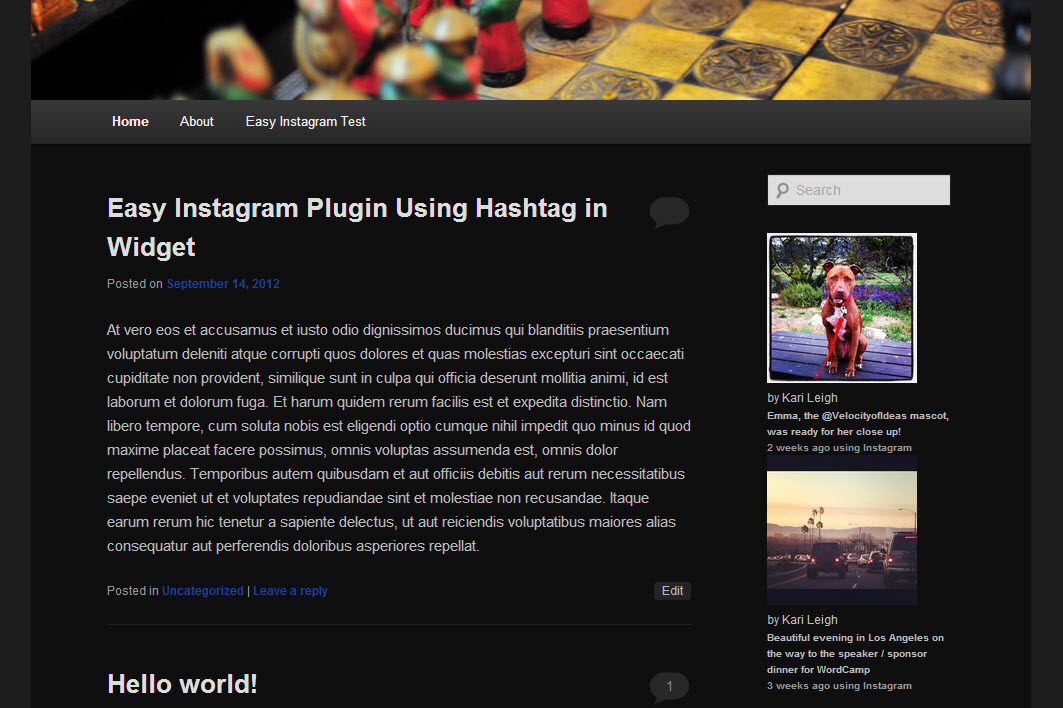 Home About Easy Instagram Test
Easy Instagram Plugin Using Hashtag in
Widget
Posted on September 14, 2012
At vero eos et accusamus et iusto odio dignissimos ducimus qui blanditiis praesentium
voluptatum deleniti atque corrupti quos dolores et quas molestias excepturi sint occaecati
cupiditate non provident, similique sunt in culpa qui officia deserunt mollitia animi, id est
laborum et dolorum fuga. Et harum quidem rerum facilis est et expedita distinctio. Nam
libero tempore, cum soluta nobis est eligendi optio cumque nihil impedit quo minus id quod
maxime placeat facere possimus, omnis voluptas assumenda est, omnis dolor
repellendus. Temporibus autem quibusdam et aut officiis debitis aut rerum necessitatibus
saepe eveniet ut et voluptates repudiandae sint et molestiae non recusandae. Itaque
earum rerum hic tenetur a sapiente delectus, ut aut reiciendis voluptatibus maiores alias
consequatur aut perferendis doloribus asperiores repellat.
Posted in Uncategorized | Leave a reply
Edit
Hello world!
1
Search
by Kari Leigh
Emma, the @VelocityofIdeas mascot,
was ready for her close up!
2 weeks ago using Instagram
by Kari Leigh
Beautiful evening in Los Angeles on
the way to the speaker / sponsor
dinner for WordCamp
3 weeks ago using Instagram